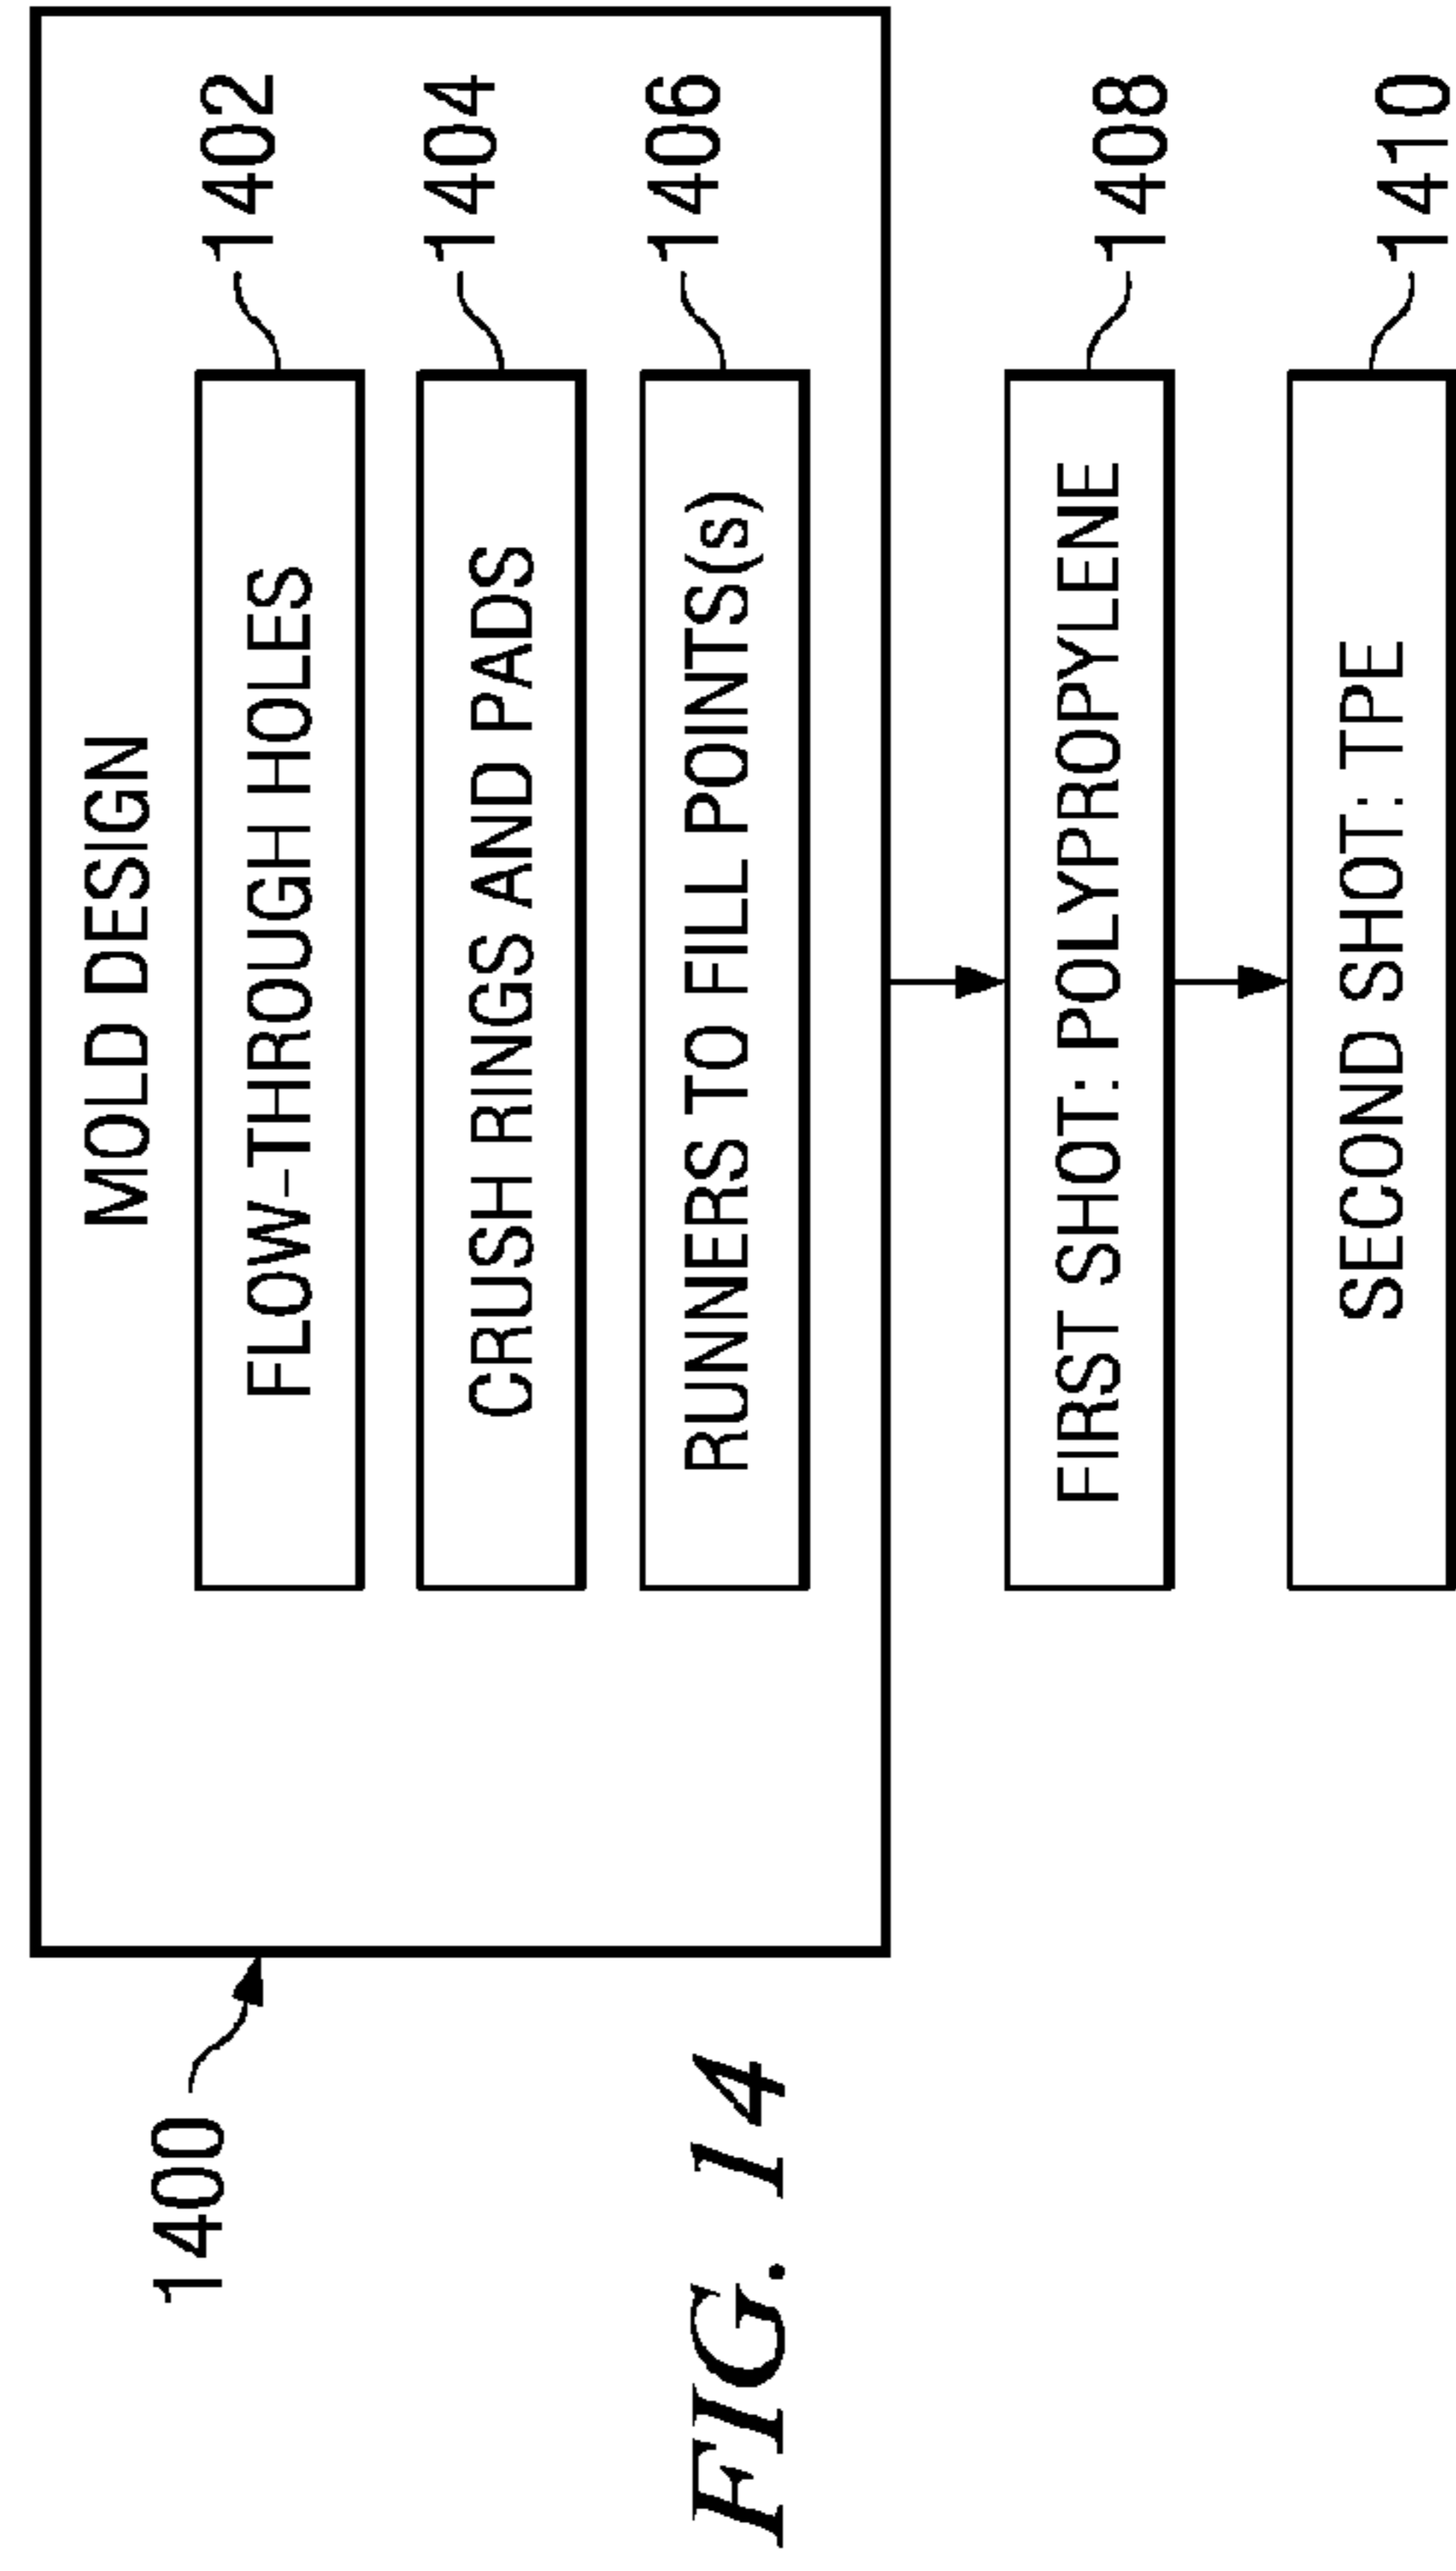 MOLD DESIGN
FLOW-THROUGH HOLES
1402
CRUSH RINGS AND PADS
1404
RUNNERS TO FILL POINTS(s)
1406
1400
FIRST SHOT: POLYPROPYLENE
1408
SECOND SHOT: TPE
1410
FIG. 14